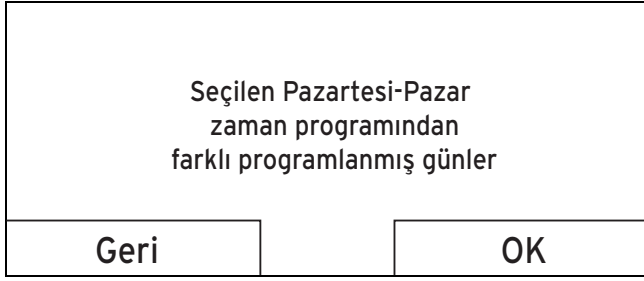 Seçilen Pazartesi-Pazar
zaman programından
farklı programlanmış günler
Geri
OK